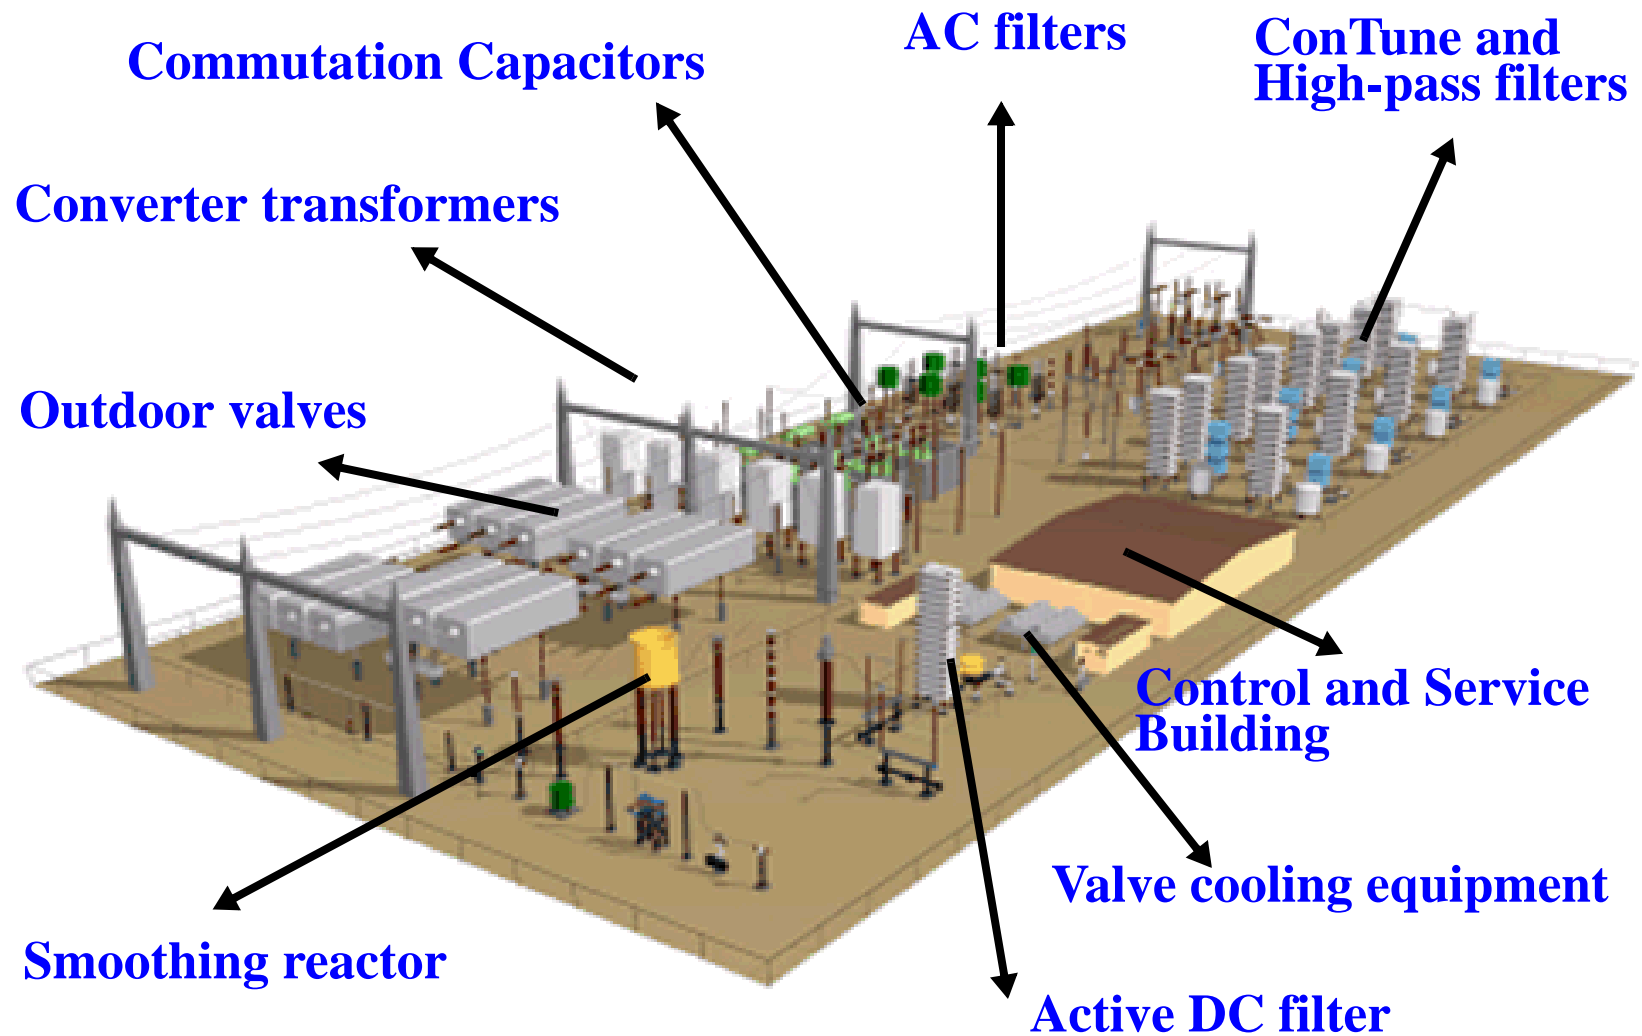 AC filters
ConTune and
High-pass filters
Commutation Capacitors
Converter transformers
Outdoor valves
Control and Service
Building
Valve cooling equipment
Smoothing reactor
Active DC filter